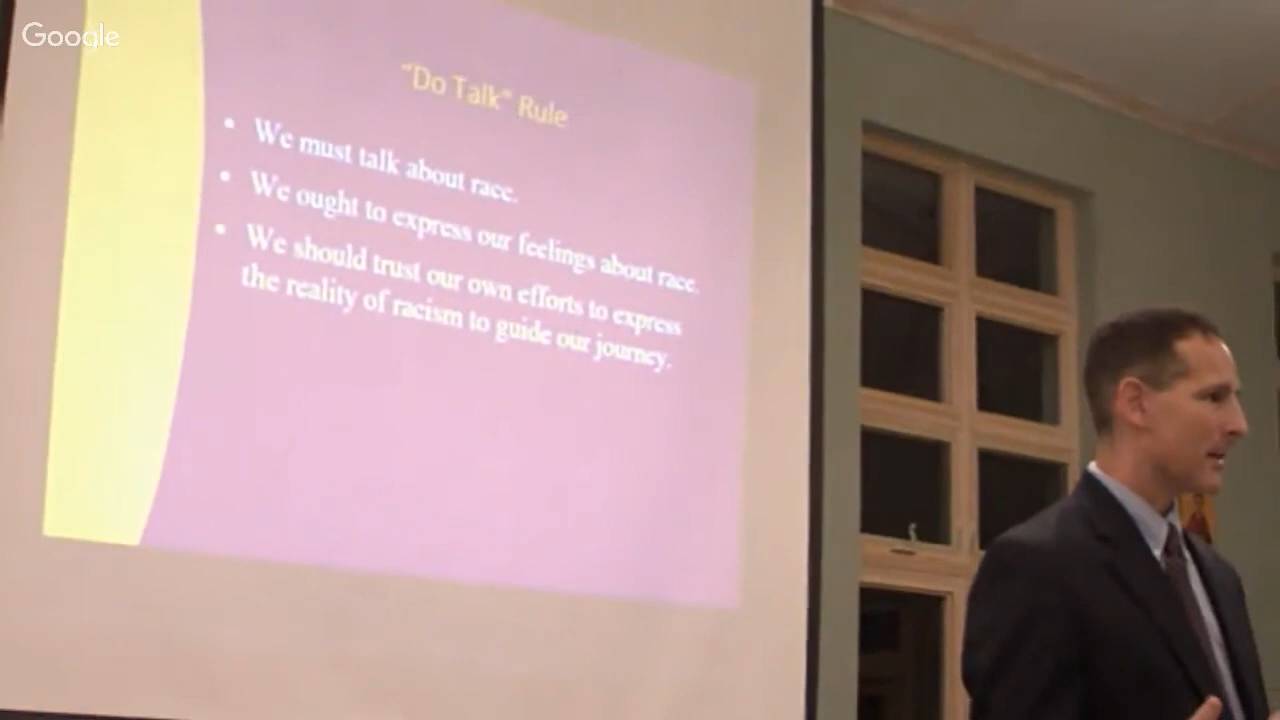 Google
“Do Talk” Rule
• We must talk about race.
• We ought to express our feelings about race.
• We should trust our own efforts to express
the reality of racism to guide our journey.